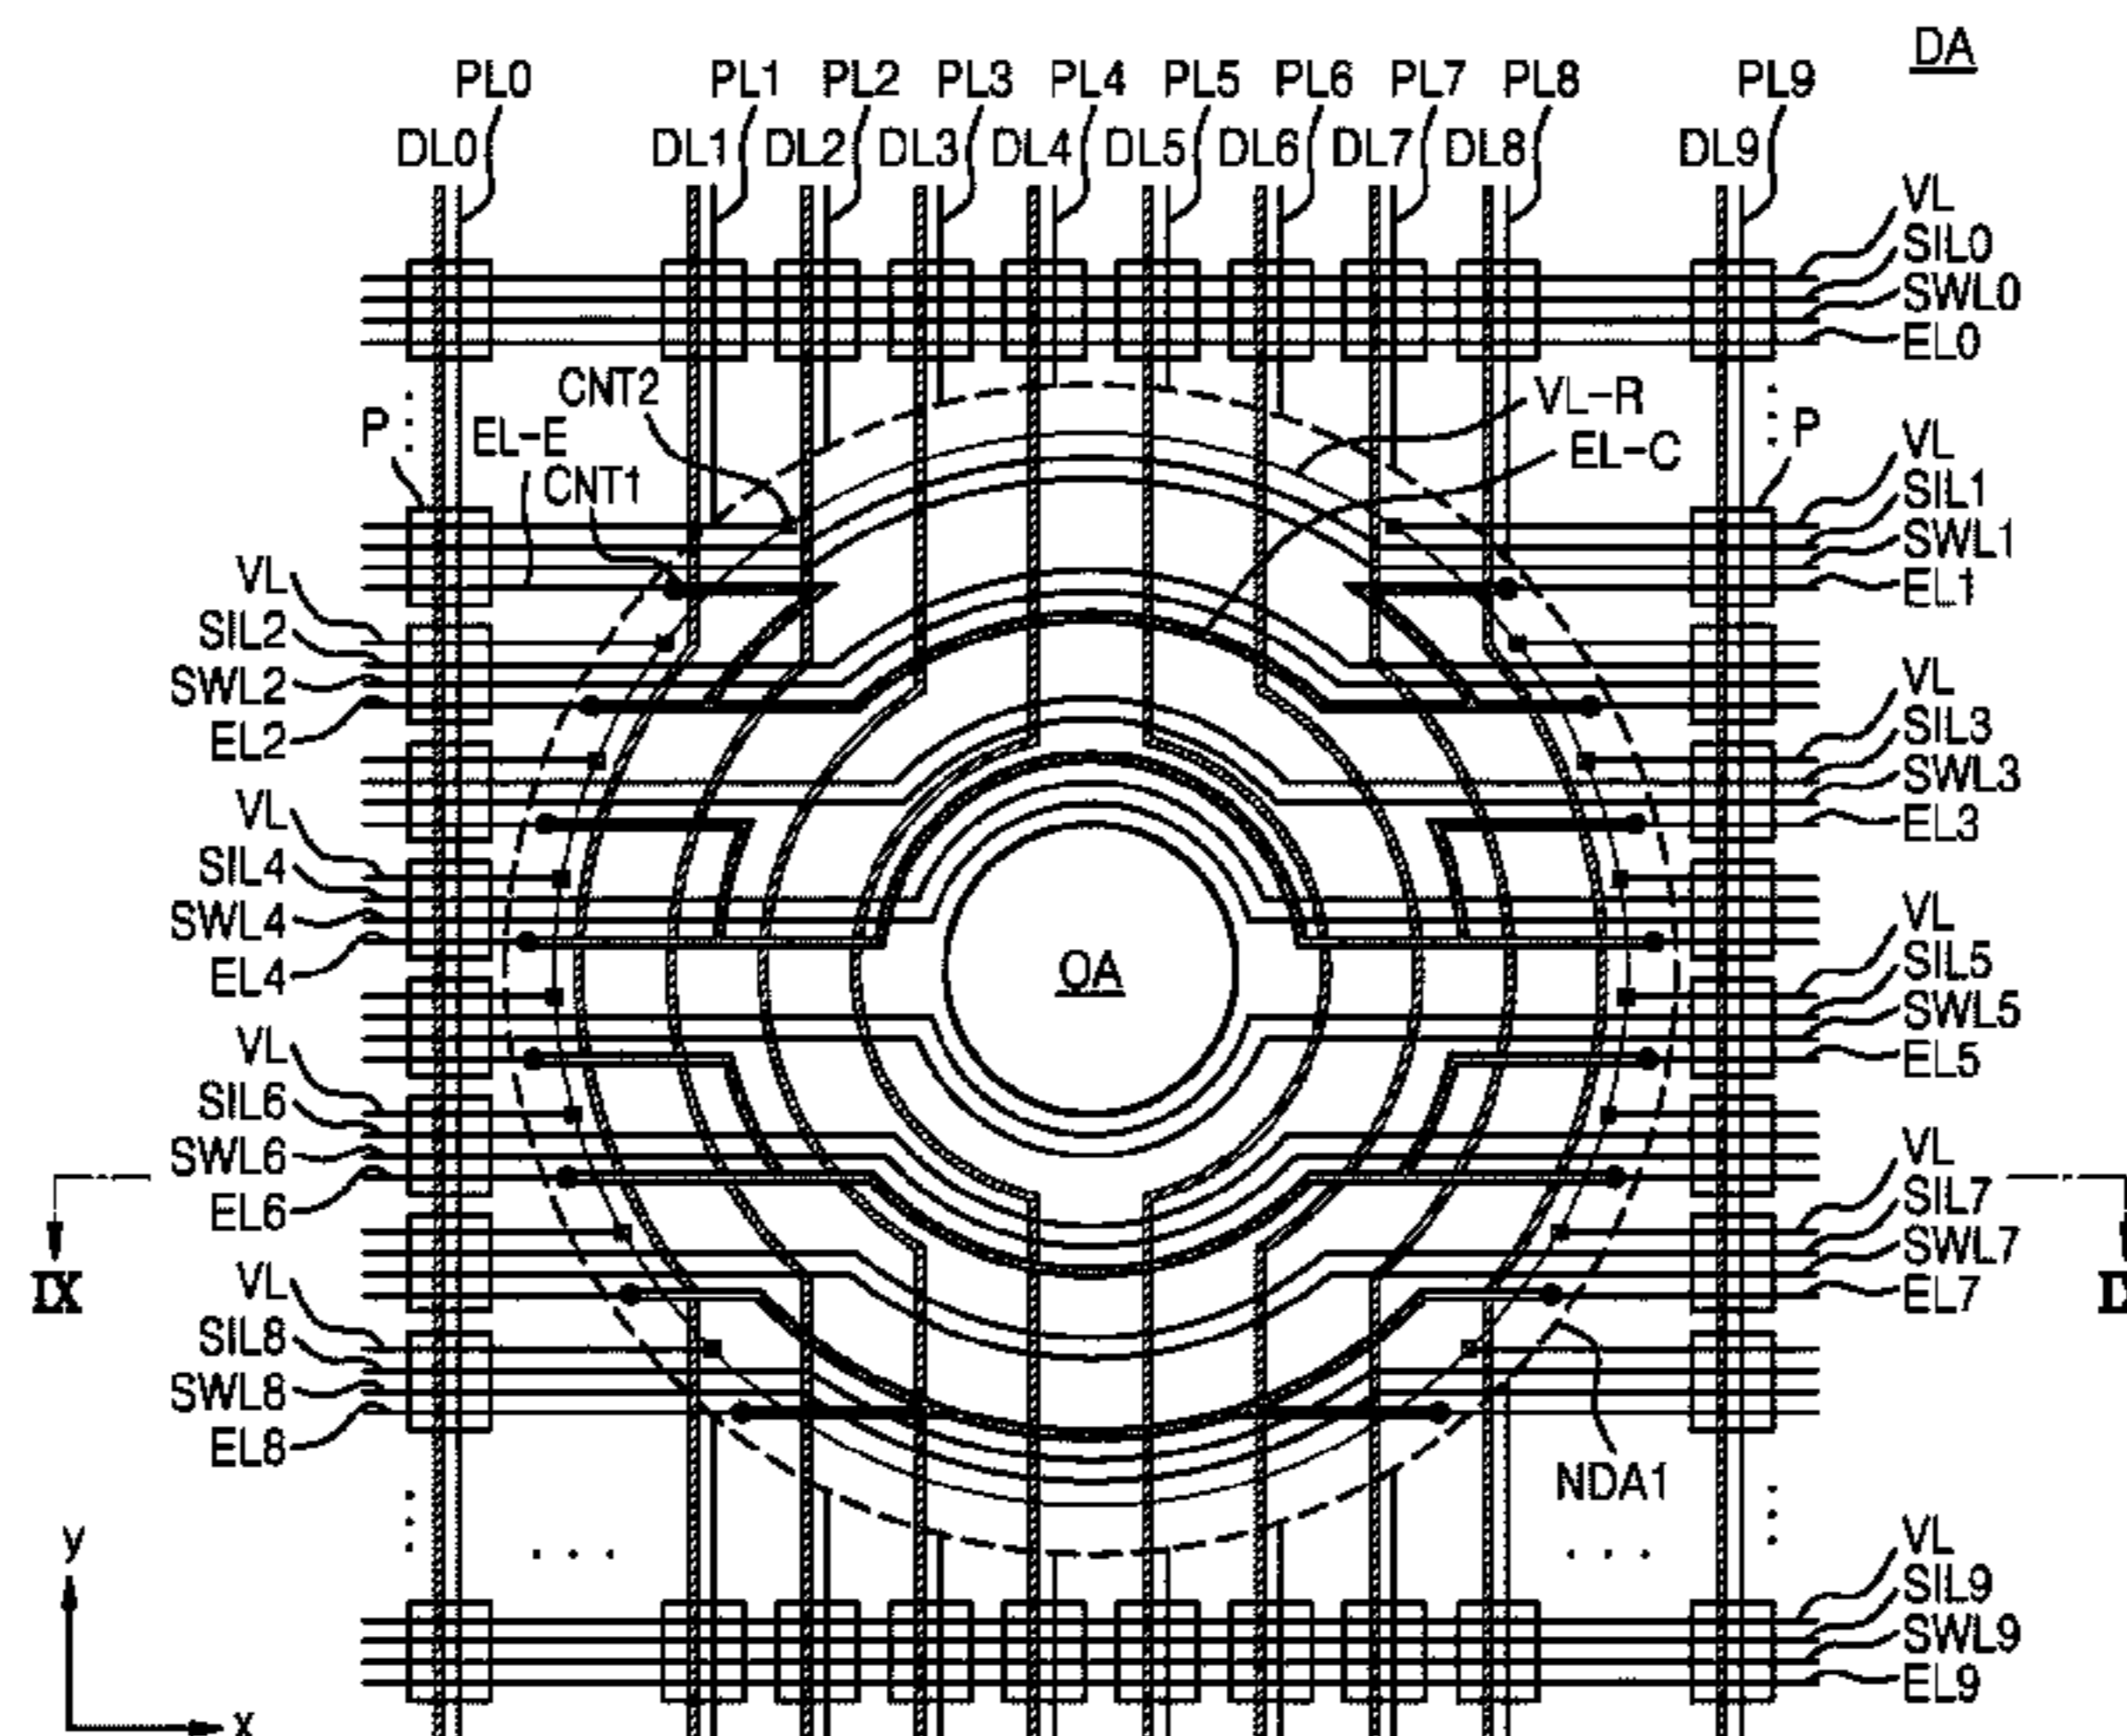 DA
PL0 PL1 PL2 PL3 PL4 PL5 PL6 PL7 PL8 PL9
DL0 DL1 DL2 DL3 DL4 DL5 DL6 DL7 DL8 DL9
VL
SIL0
SWL0
EL0
CNT2
VL-R
P
EL-E
EL-C
P
CNT1
VL
SIL1
SWL1
EL1
VL
SIL2
SWL2
EL2
VL
SIL3
SWL3
EL3
VL
SIL4
SWL4
EL4
OA
VL
SIL5
SWL5
EL5
VL
SIL6
SWL6
EL6
VL
SIL7
SWL7
EL7
IX
VL
SIL8
SWL8
EL8
NDA1
VL
SIL9
SWL9
EL9
y
x